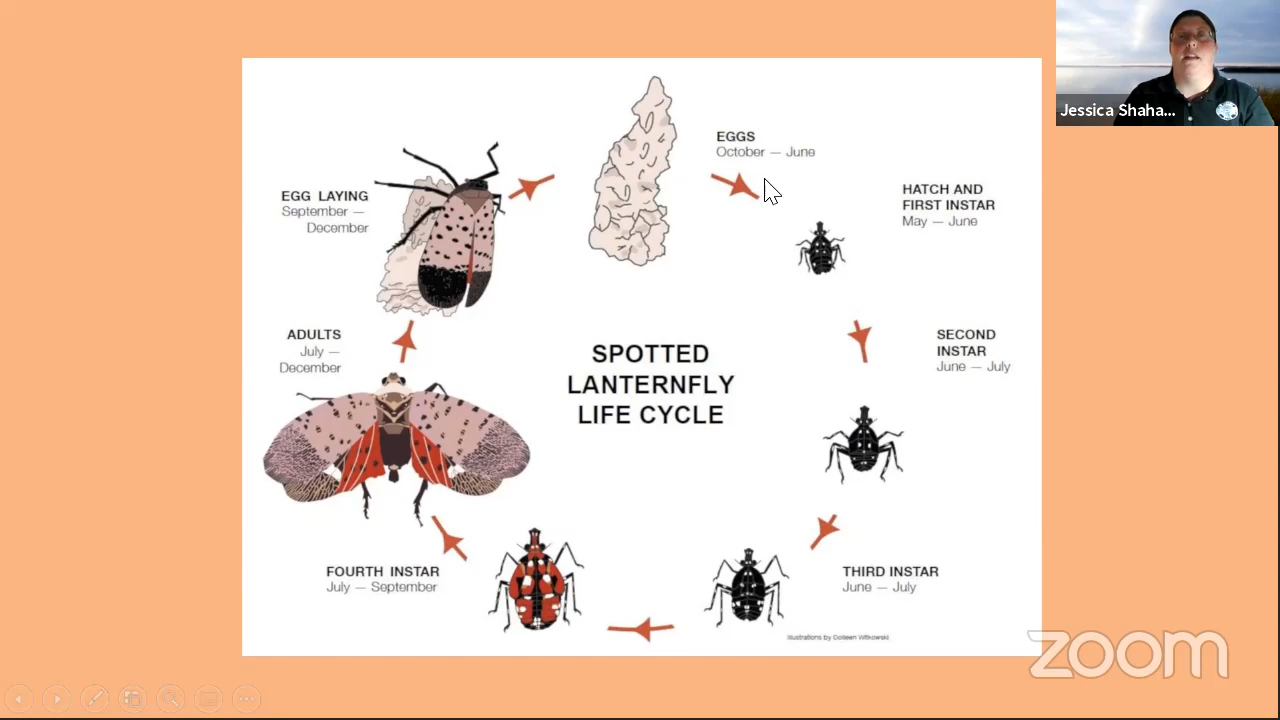 Jessica Shaha...
EGGS
October — June
EGG LAYING
September —
December
HATCH AND
FIRST INSTAR
May — June
ADULTS
July —
December
SECOND
INSTAR
June — July
SPOTTED
LANTERNFLY
LIFE CYCLE
FOURTH INSTAR
July — September
THIRD INSTAR
June — July
Illustrations by Colleen Witkowski
zoom